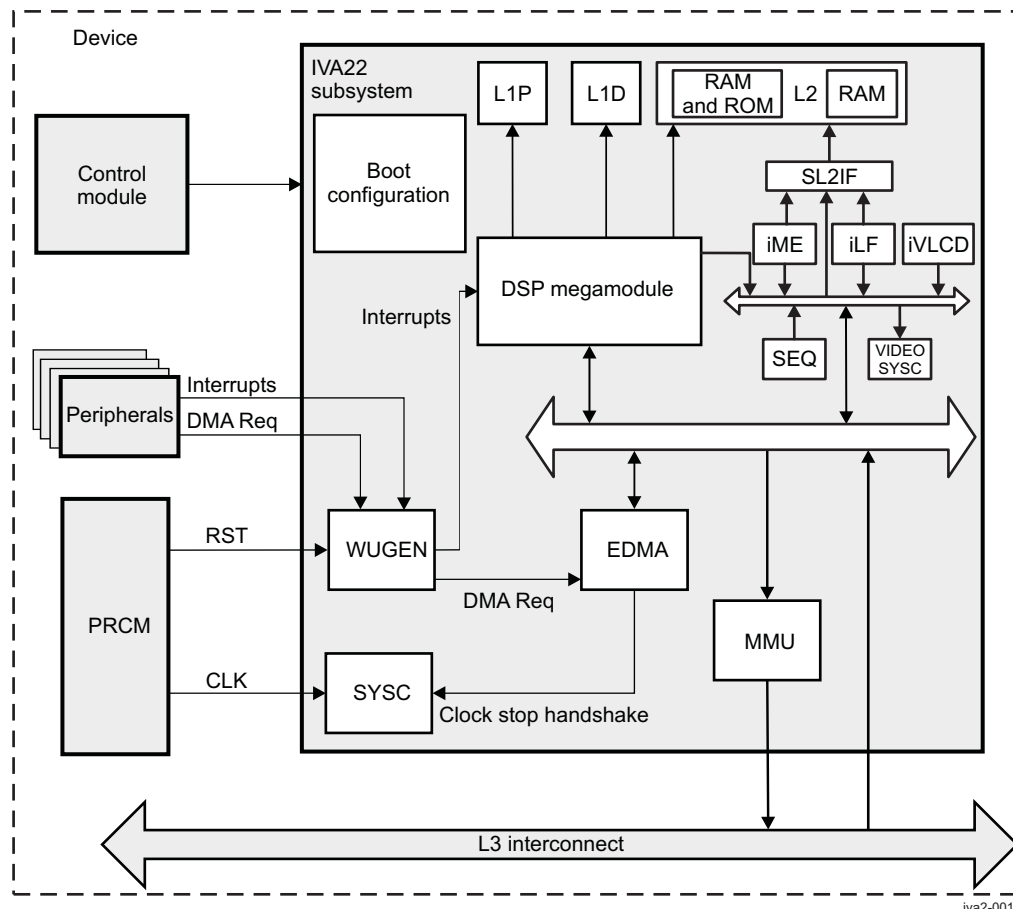 Device
IVA22
subsystem
L1P
L1D
RAM
and ROM
L2
RAM
Control
module
Boot
configuration
SL2IF
iME
iLF
iVLCD
DSP megamodule
Interrupts
SEQ
VIDEO
SYSC
Peripherals
Interrupts
DMA Req
RST
WUGEN
EDMA
DMA Req
PRCM
MMU
CLK
SYSC
Clock stop handshake
L3 interconnect
iva2-001